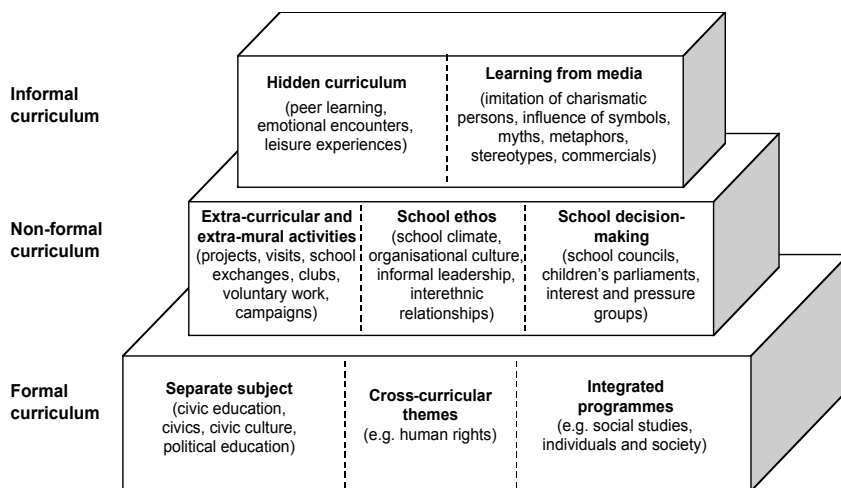 Informal
curriculum
Hidden curriculum
(peer learning,
emotional encounters,
leisure experiences)
Learning from media
(imitation of charismatic
persons, influence of symbols,
myths, metaphors,
stereotypes, commercials)
Non-formal
curriculum
Extra-curricular and
extra-mural activities
(projects, visits, school
exchanges, clubs,
voluntary work,
campaigns)
School ethos
(school climate,
organisational culture,
informal leadership,
interethnic
relationships)
School decision-
making
(school councils,
children's parliaments,
interest and pressure
groups)
Formal
curriculum
Separate subject
(civic education,
civics, civic culture,
political education)
Cross-curricular
themes
(e.g. human rights)
Integrated
programmes
(e.g. social studies,
individuals and society)